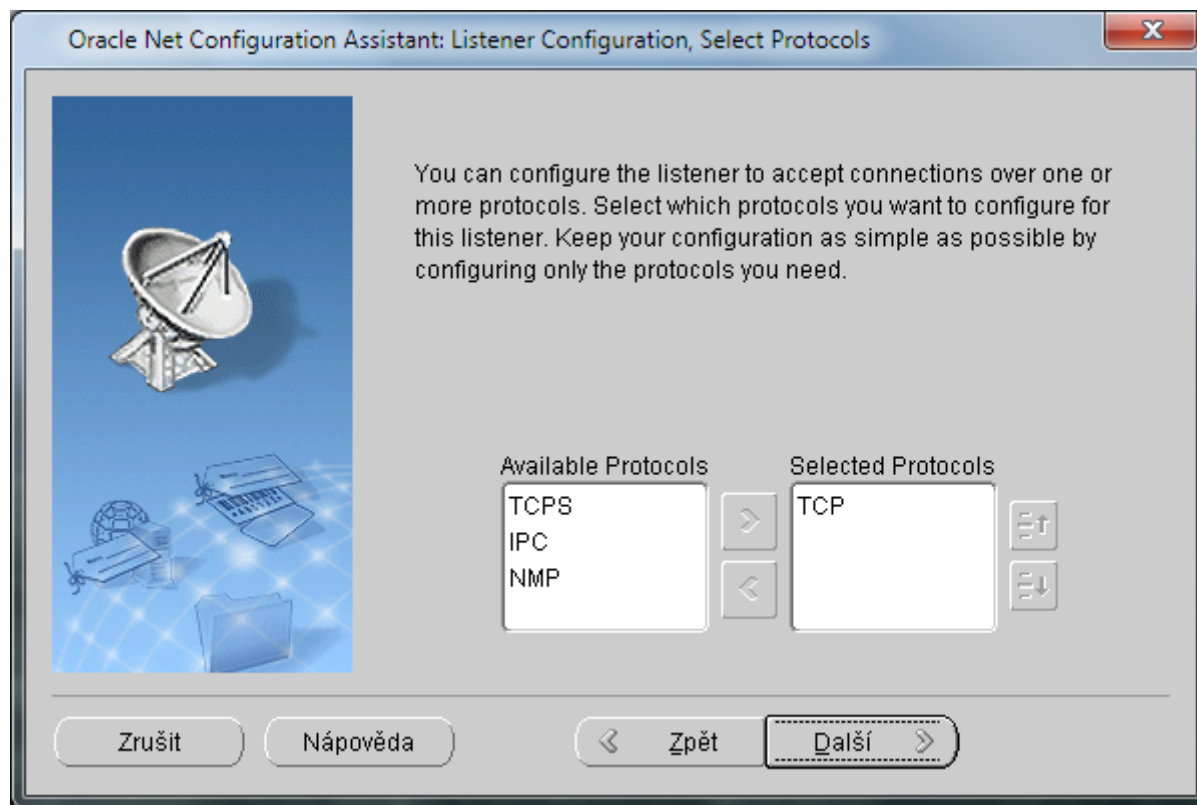 Oracle Net Configuration Assistant: Listener Configuration, Select Protocols
You can configure the listener to accept connections over one or
more protocols. Select which protocols you want to configure for
this listener. Keep your configuration as simple as possible by
configuring only the protocols you need.
Available Protocols
TCPS
IPC
NMP
Selected Protocols
TCP
Zrušit
Nápověda
Zpět
Další